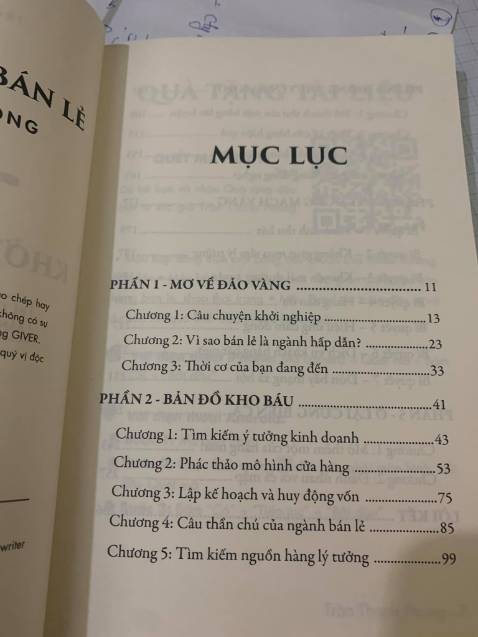 BÁN LẺ
MỤC LỤC
PHẦN 1 - MƠ VỀ ĐẢO VÀNG ........................... 11
Chương 1: Câu chuyện khởi nghiệp ..................... 13
Chương 2: Vì sao bán lẻ là ngành hấp dẫn? ............ 23
Chương 3: Thời cơ của bạn đang đến .................... 33
PHẦN 2 - BẢN ĐỒ KHO BÁU ........................... 41
Chương 1: Tìm kiếm ý tưởng kinh doanh ................ 43
Chương 2: Phác thảo mô hình cửa hàng ................. 53
Chương 3: Lập kế hoạch và huy động vốn ............... 75
Chương 4: Câu thần chú của ngành bán lẻ .............. 85
Chương 5: Tìm kiếm nguồn hàng lý tưởng ............... 99
chép hay
không có sự
GIVER.
quý vị độc
writer